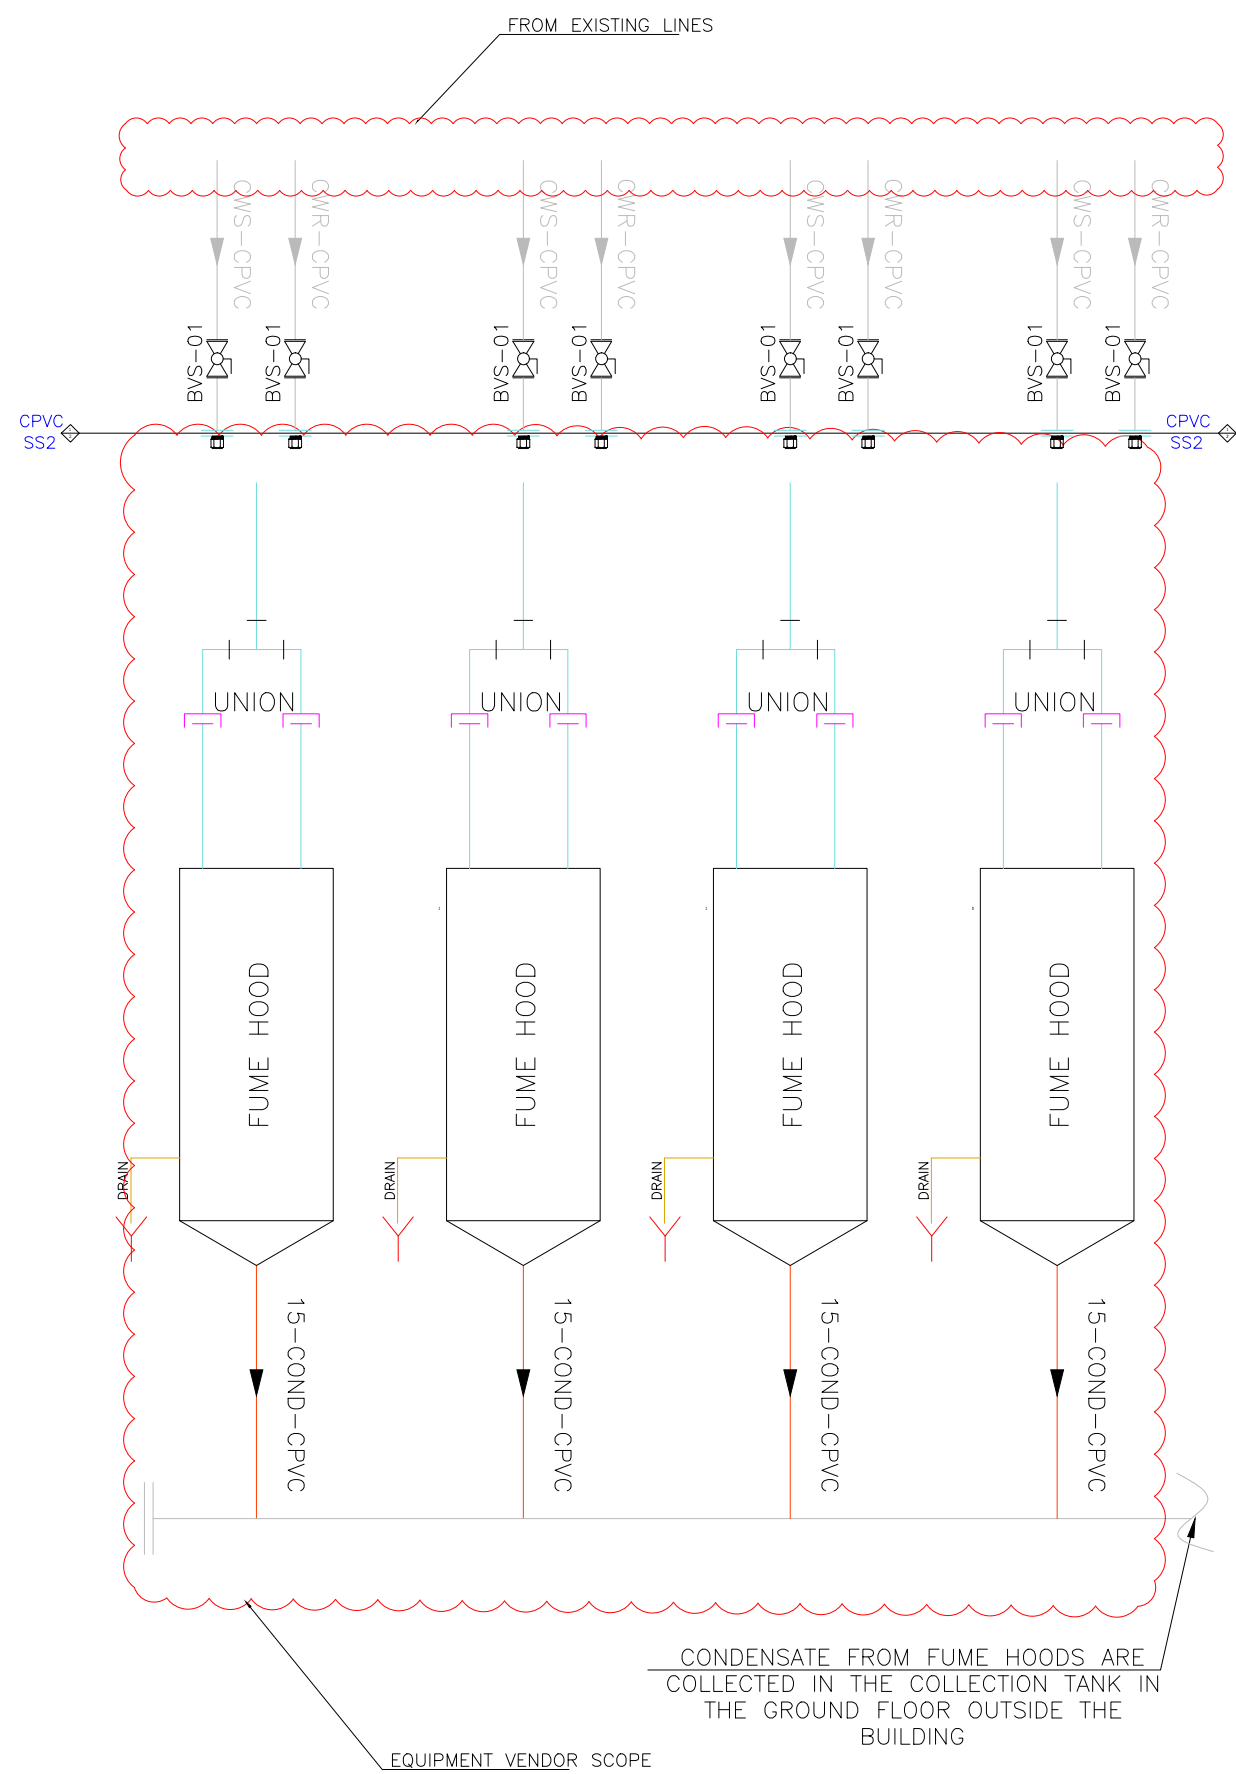 FROM EXISTING LINES
CWS-CPVC
CWR-CPVC
CWS-CPVC
CWR-CPVC
CWS-CPVC
CWR-CPVC
CWS-CPVC
CWR-CPVC
BVS-01
BVS-01
BVS-01
BVS-01
BVS-01
BVS-01
BVS-01
BVS-01
CPVC
SS2
CPVC
SS2
UNION
UNION
UNION
UNION
FUME HOOD
FUME HOOD
FUME HOOD
FUME HOOD
DRAIN
DRAIN
DRAIN
DRAIN
15-COND-CPVC
15-COND-CPVC
15-COND-CPVC
15-COND-CPVC
CONDENSATE FROM FUME HOODS ARE
COLLECTED IN THE COLLECTION TANK IN
THE GROUND FLOOR OUTSIDE THE
BUILDING
EQUIPMENT VENDOR SCOPE